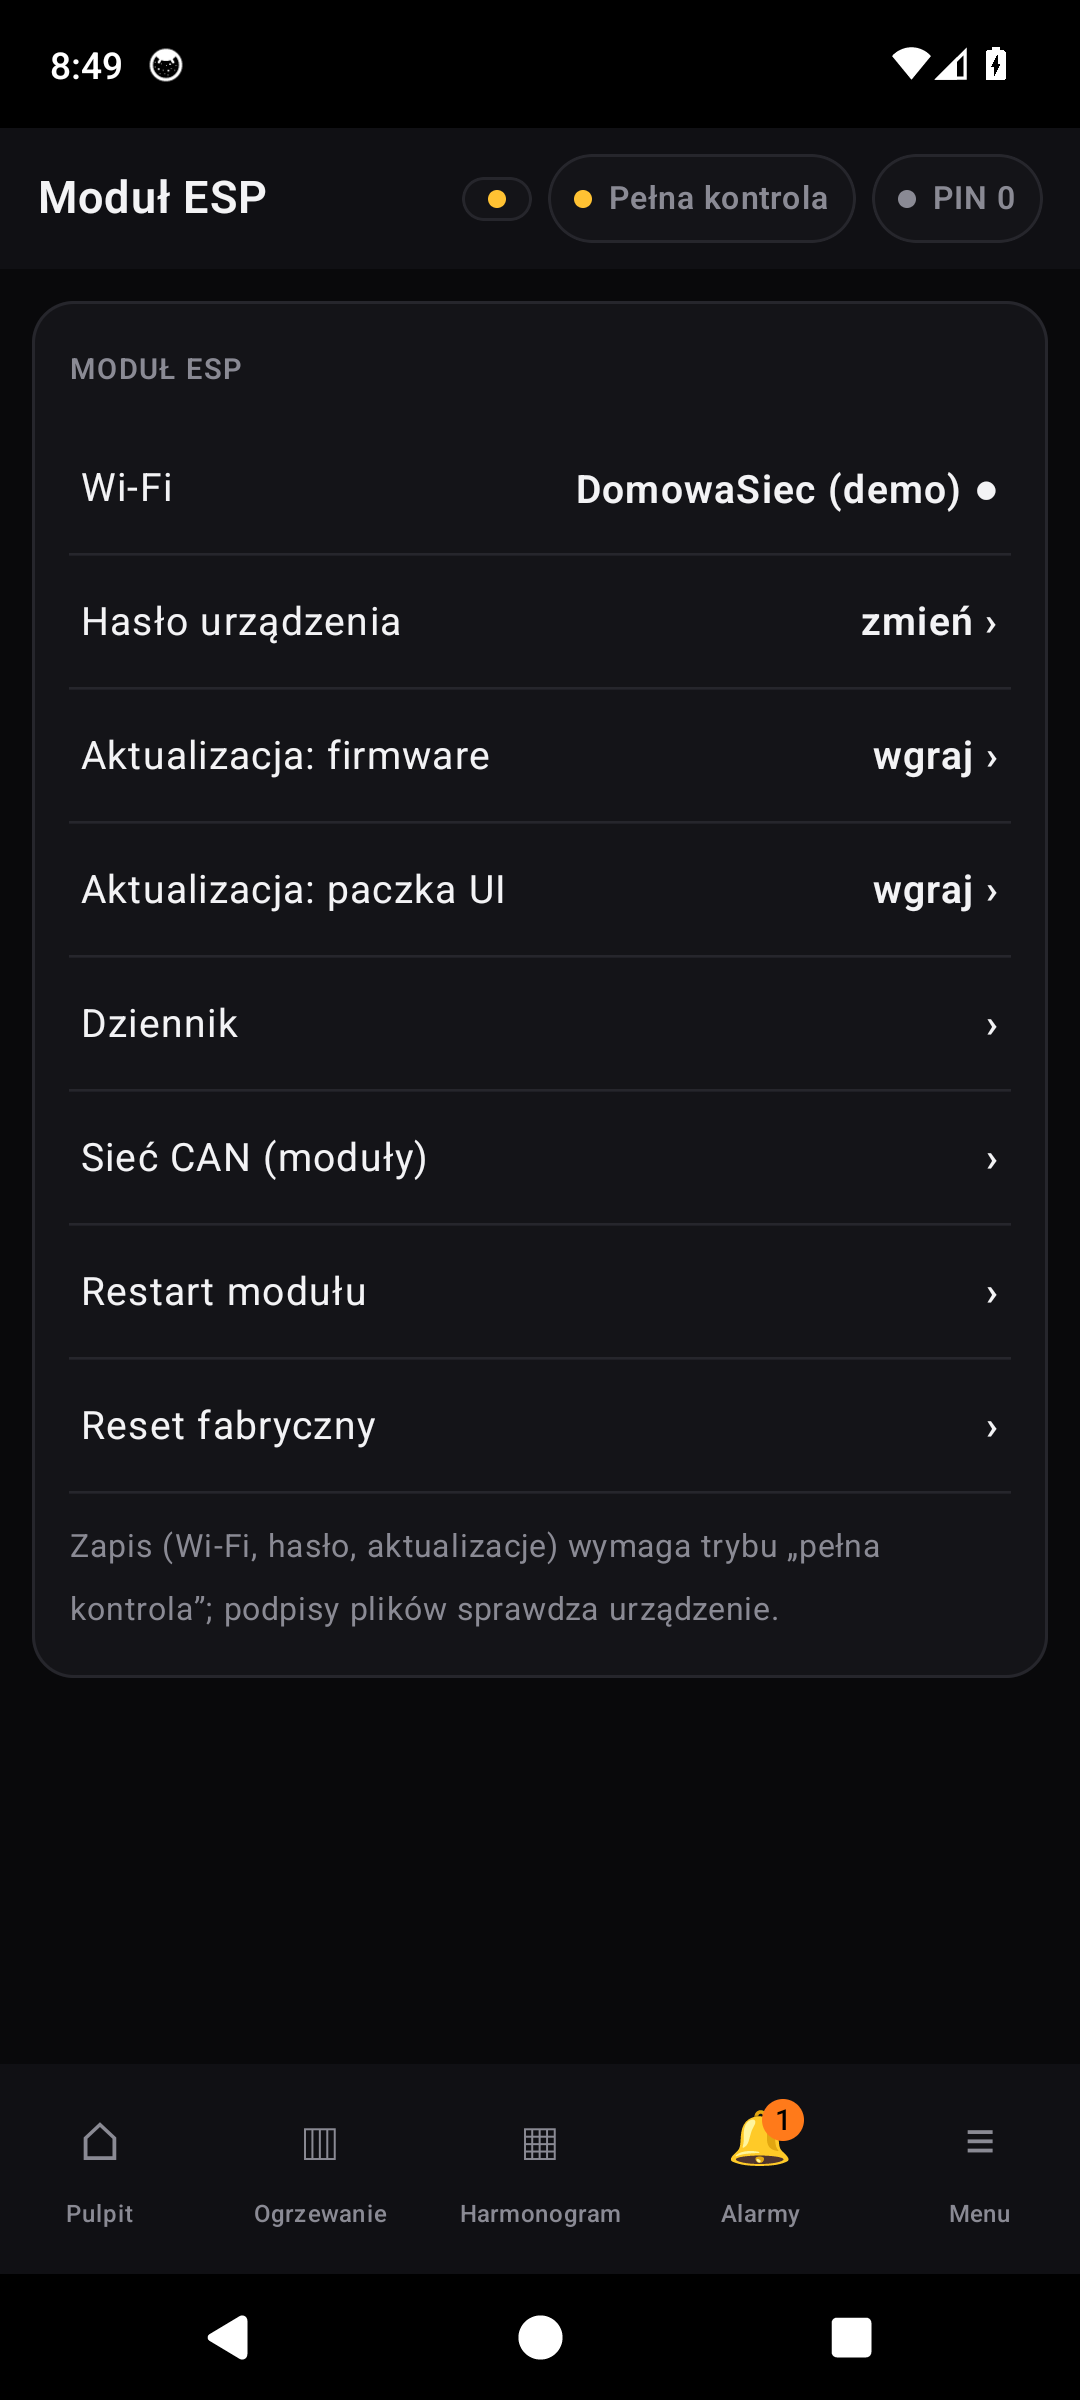 8:49
Moduł ESP
Pełna kontrola
PIN 0
MODUŁ ESP
Wi-Fi
DomowaSiec (demo) ●
Hasło urządzenia
zmień ›
Aktualizacja: firmware
wgraj ›
Aktualizacja: paczka UI
wgraj ›
Dziennik ›
Sieć CAN (moduły) ›
Restart modułu ›
Reset fabryczny ›
Zapis (Wi-Fi, hasło, aktualizacje) wymaga trybu „pełna
kontrola”; podpisy plików sprawdza urządzenie.
1
Pulpit
Ogrzewanie
Harmonogram
Alarmy
Menu